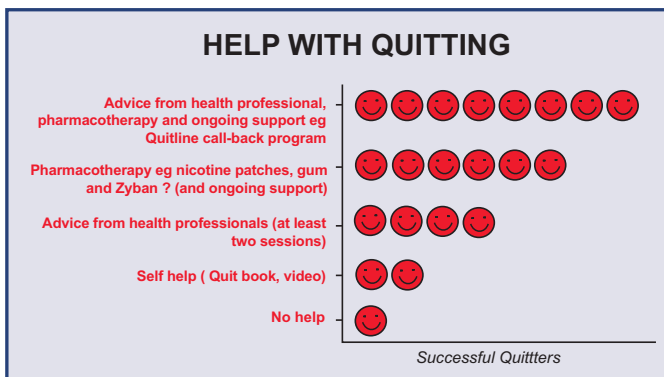 HELP WITH QUITTING
Advice from health professional,
pharmacotherapy and ongoing support eg
Quitline call-back program
Pharmacotherapy eg nicotine patches, gum
and Zyban ? (and ongoing support)
Advice from health professionals (at least
two sessions)
Self help ( Quit book, video)
No help
Successful Quittters